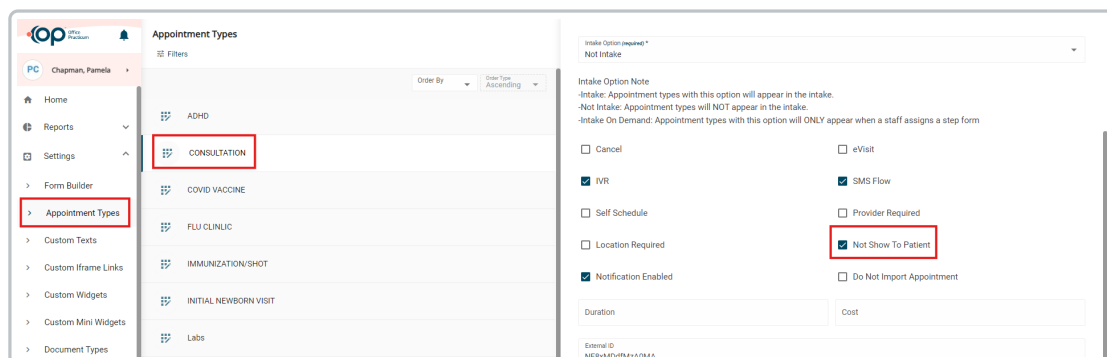 Office
Practicum
PC
Chapman, Pamela
Home
Reports
Settings
Form Builder
Appointment Types
Custom Texts
Custom Iframe Links
Custom Widgets
Custom Mini Widgets
Document Types
Appointment Types
Filters
Order By
Order Type
Ascending
ADHD
CONSULTATION
COVID VACCINE
FLU CLINLIC
IMMUNIZATION/SHOT
INITIAL NEWBORN VISIT
Labs
Intake Option (required) *
Not Intake
Intake Option Note
-Intake: Appointment types with this option will appear in the intake.
-Not Intake: Appointment types will NOT appear in the intake.
-Intake On Demand: Appointment types with this option will ONLY appear when a staff assigns a step form
Cancel
eVisit
IVR
SMS Flow
Self Schedule
Provider Required
Location Required
Not Show To Patient
Notification Enabled
Do Not Import Appointment
Duration
Cost
External ID